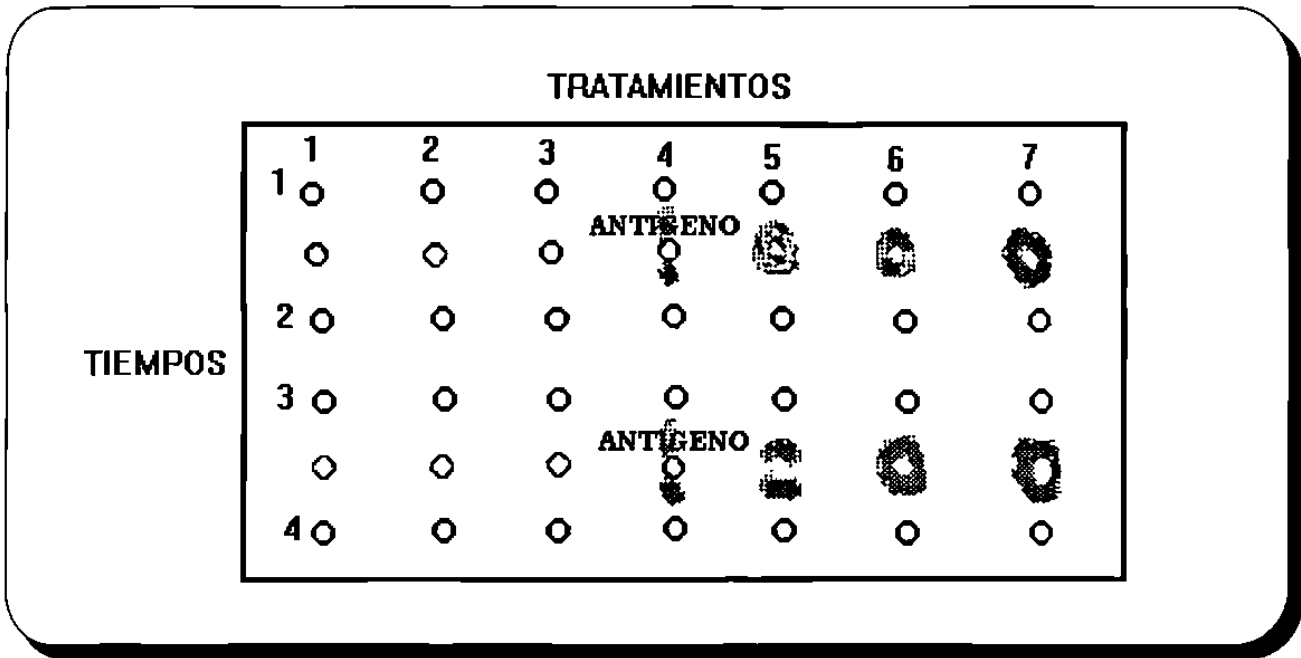 TRATAMIENTOS
1 2 3 4 5 6 7
1
ANTIGENO
2
TIEMPOS
3
ANTIGENO
4